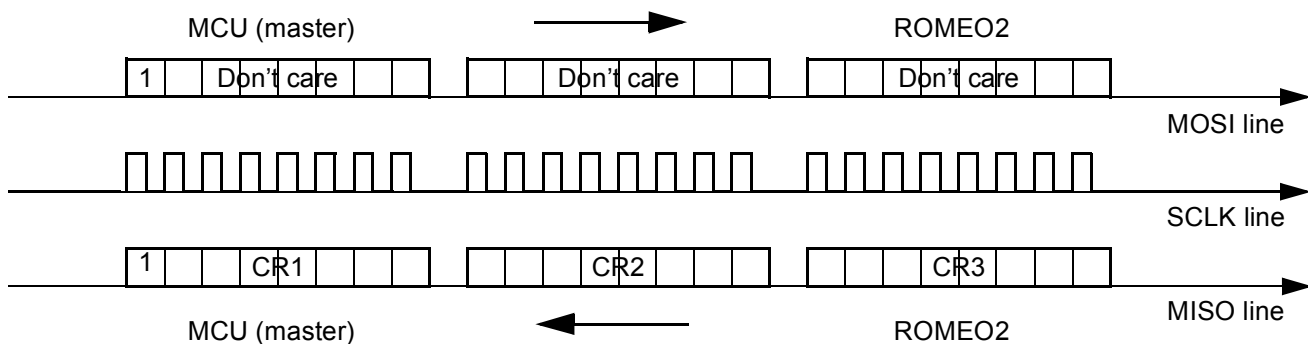 MCU (master) ROMEO2
1 Don't care Don't care Don't care
MOSI line
SCLK line
1 CR1 CR2 CR3
MISO line
MCU (master) ROMEO2